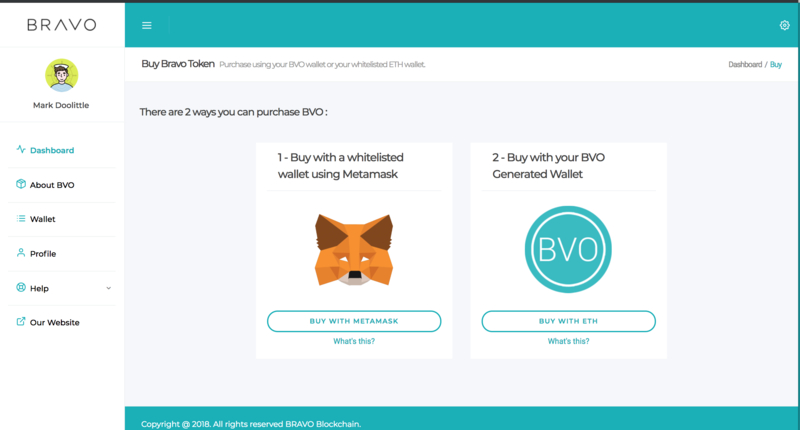 BRAVO
Mark Doolittle
Dashboard
About BVO
Wallet
Profile
Help
Our Website
Buy Bravo Token Purchase using your BVO wallet or your whitelisted ETH wallet.
Dashboard / Buy
There are 2 ways you can purchase BVO :
1 - Buy with a whitelisted
wallet using Metamask
BUY WITH METAMASK
What's this?
2 - Buy with your BVO
Generated Wallet
BVO
BUY WITH ETH
What's this?
Copyright @ 2018. All rights reserved BRAVO Blockchain.